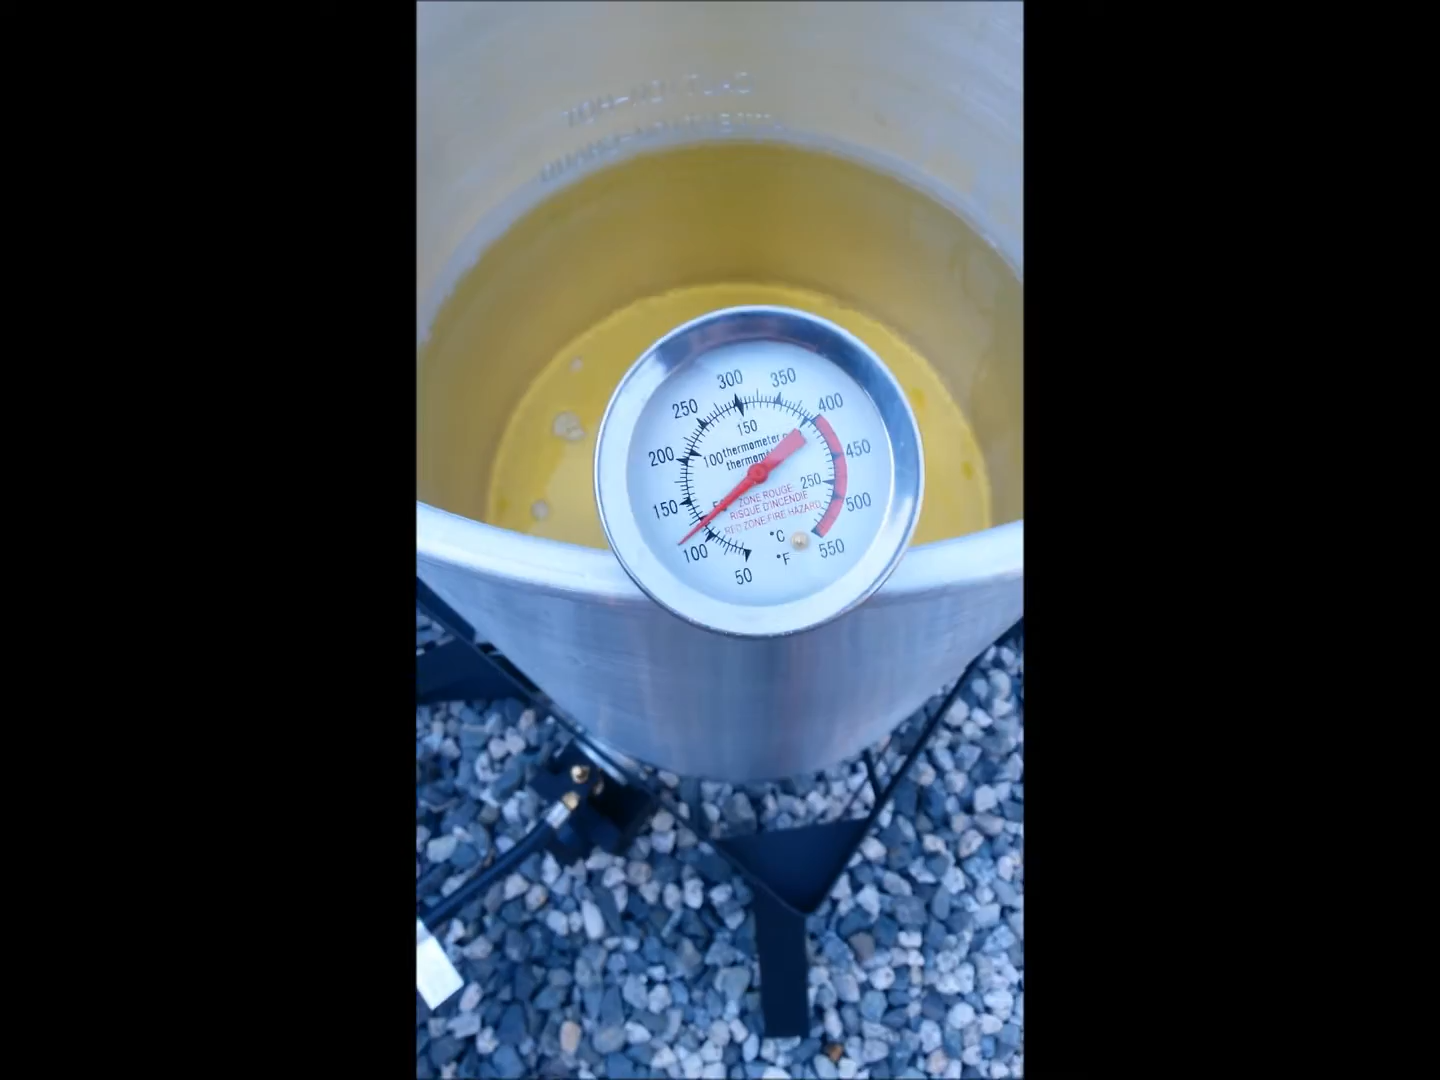 300
350
250
400
150
200
100
thermometer
450
150
250
ZONE ROUGE:
RISQUE D'INCENDIE
RED ZONE:FIRE HAZARD
500
100
°C
°F
550
50